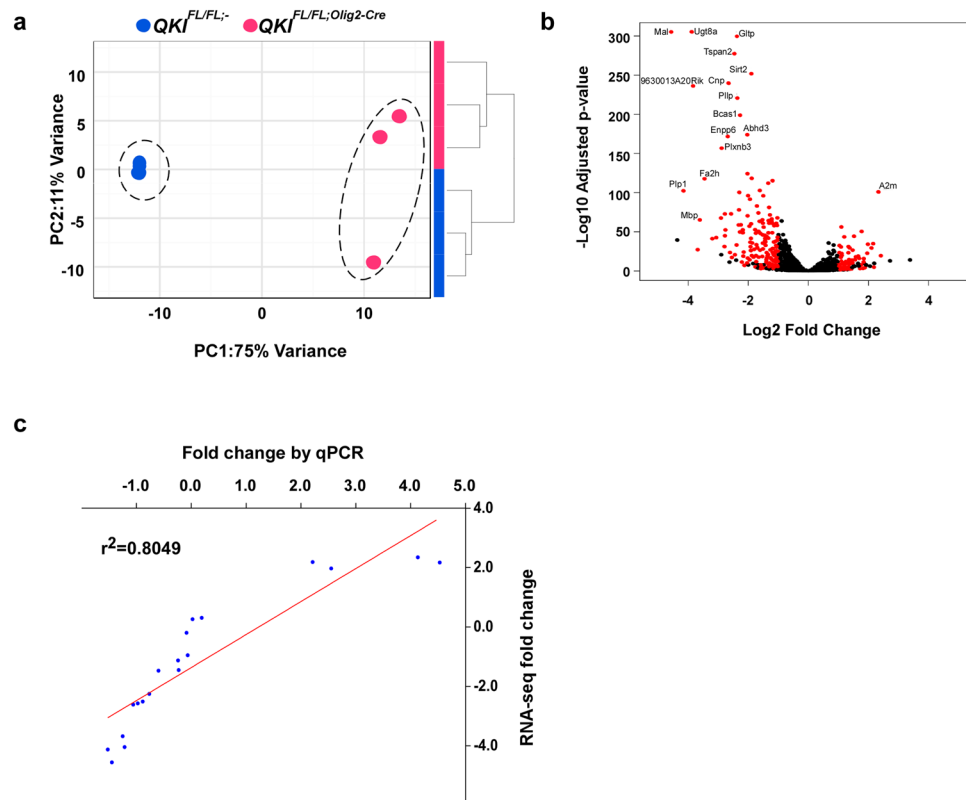 a
QKI FL/FL;- QKI FL/FL;Olig2-Cre
10
5
0
-5
-10
PC2:11% Variance
-10 0 10
PC1:75% Variance
b
300
250
200
150
100
50
0
-Log10 Adjusted p-value
Mal Ugt8a Gltp
Tspan2
Sirt2
9630013A20Rik Cnp
Pllp
Bcas1
Enpp6 Abhd3
Plxnb3
Fa2h
Plp1 A2m
Mbp
-4 -2 0 2 4
Log2 Fold Change
c
Fold change by qPCR
-1.0 0.0 1.0 2.0 3.0 4.0 5.0
4.0
r2=0.8049
2.0
0.0
-2.0
-4.0
RNA-seq fold change